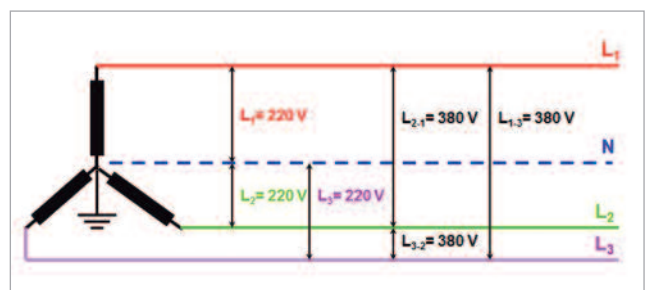 L₁
L₁= 220 V
L₂₋₁= 380 V
L₁₋₃= 380 V
N
L₂= 220 V
L₃= 220 V
L₂
L₃₋₂= 380 V
L₃